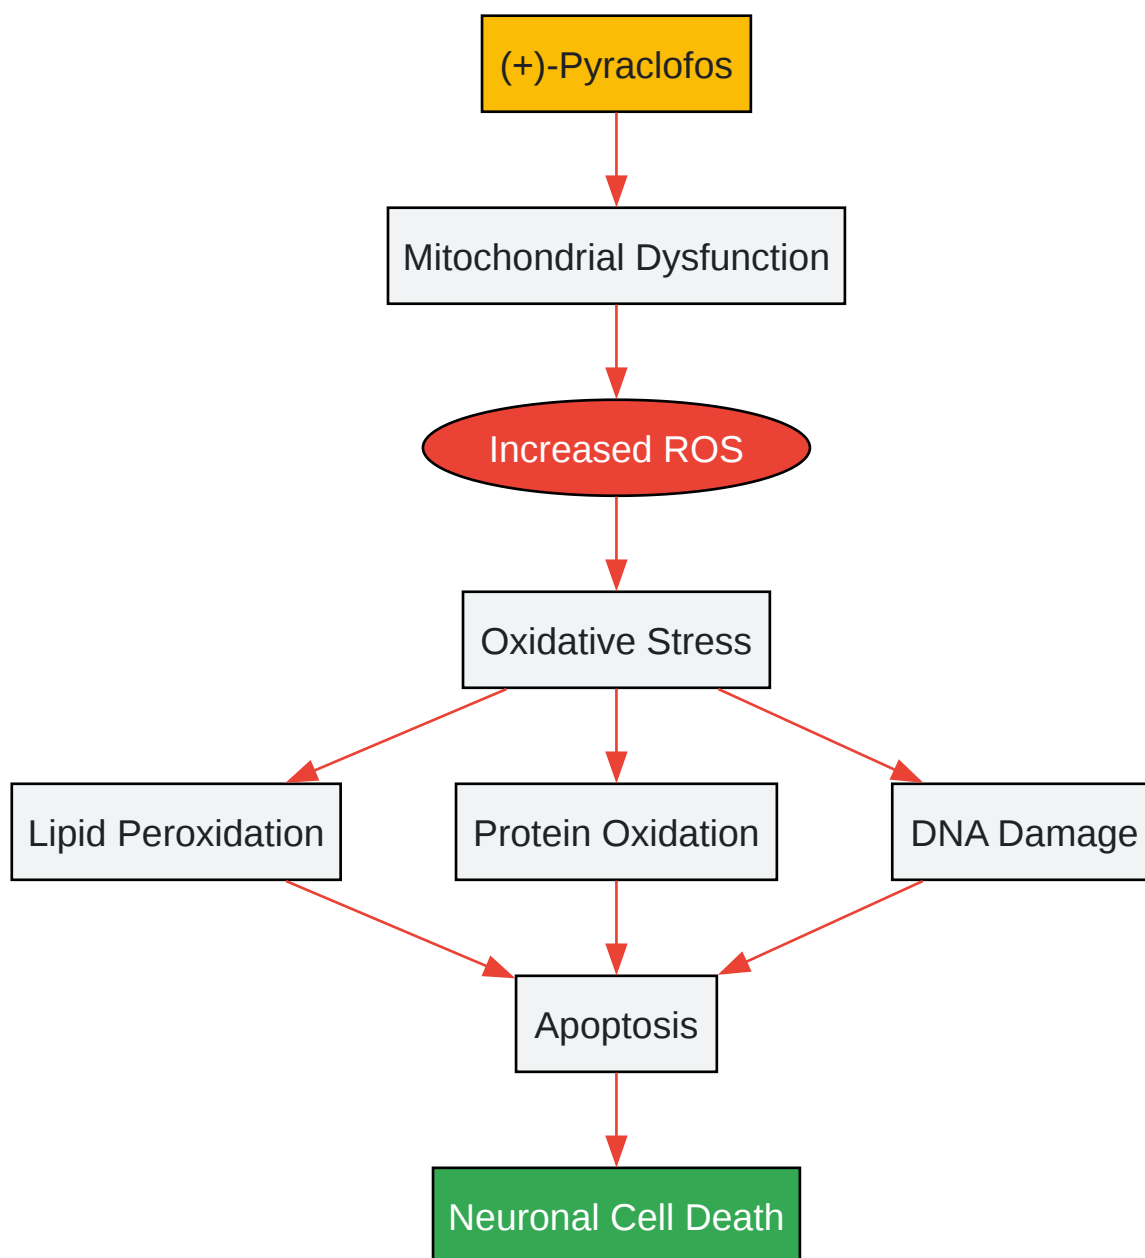 (+)-Pyraclofos
Mitochondrial Dysfunction
Increased ROS
Oxidative Stress
Lipid Peroxidation
Protein Oxidation
DNA Damage
Apoptosis
Neuronal Cell Death